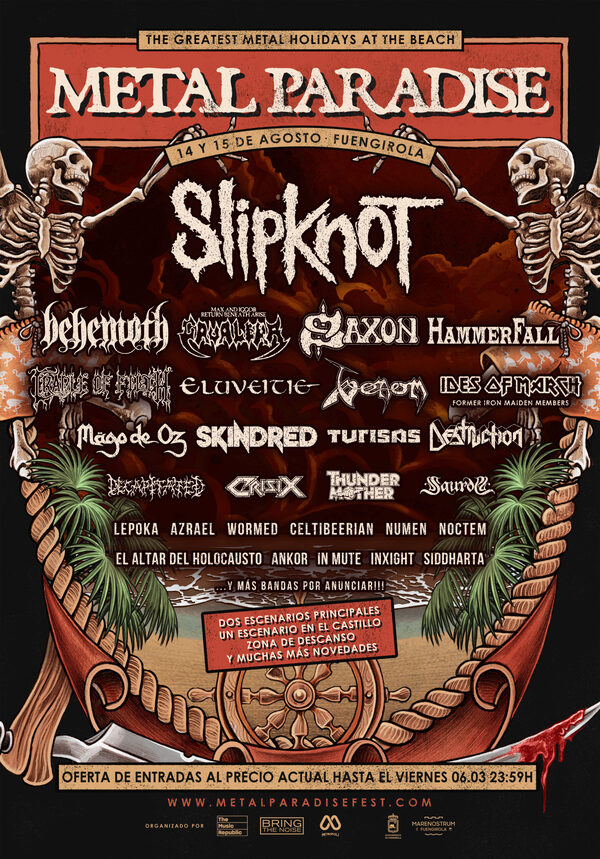 THE GREATEST METAL HOLIDAYS AT THE BEACH
METAL PARADISE
14 Y 15 DE AGOSTO · FUENGIROLA
SLIPKNOT
behemoth MAX AND IGGOR RETURN BENEATH ARISE CAVALERA SAXON HAMMERFALL
CRADLE OF FILTH ELUVEITIE VENOM IDES OF MARCH
FORMER IRON MAIDEN MEMBERS
Mägo de Oz SKINDRED TURISAS DESTRUCTION
DECAPITATED CRISIX THUNDERMOTHER Saurom
LEPOKA AZRAEL WORMED CELTIBEERIAN NUMEN NOCTEM
EL ALTAR DEL HOLOCAUSTO ANKOR IN MUTE INXIGHT SIDDHARTA
...Y MÁS BANDAS POR ANUNCIAR!!!
DOS ESCENARIOS PRINCIPALES
UN ESCENARIO EN EL CASTILLO
ZONA DE DESCANSO
Y MUCHAS MÁS NOVEDADES
OFERTA DE ENTRADAS AL PRECIO ACTUAL HASTA EL VIERNES 06.03 23:59H
WWW.METALPARADISEFEST.COM
ORGANIZADO POR The Music Republic BRING THE NOISE METROPOLI MARENOSTRUM FUENGIROLA